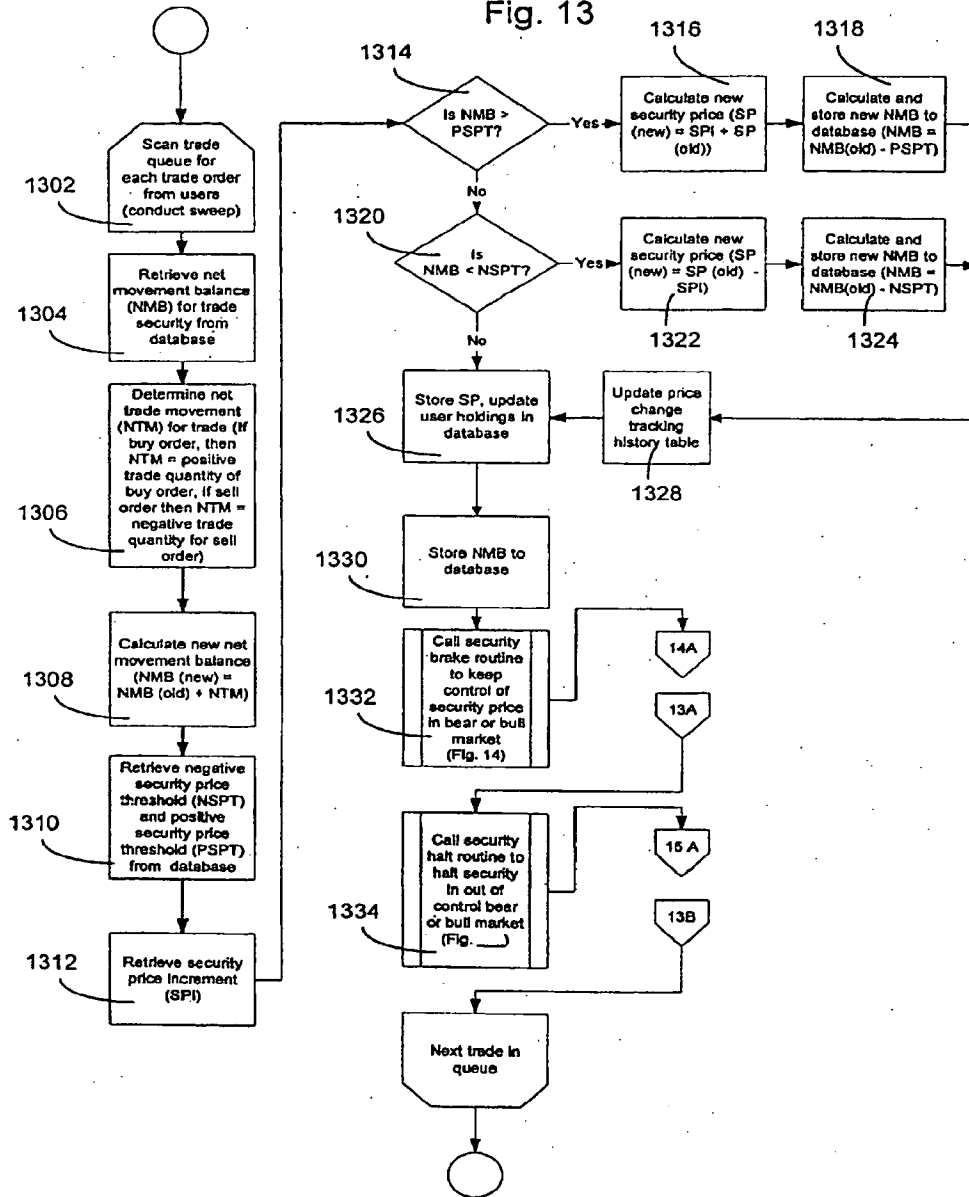 Fig. 13
Scan trade
queue for
each trade order
from users
(conduct sweep)
1302
Retrieve net
movement balance
(NMB) for trade
security from
database
1304
Determine net
trade movement
(NTM) for trade (If
buy order, then
NTM = positive
trade quantity of
buy order, if sell
order then NTM =
negative trade
quantity for sell
order)
1306
Calculate new net
movement balance
(NMB (new) =
NMB (old) + NTM)
1308
Retrieve negative
security price
threshold (NSPT)
and positive
security price
threshold (PSPT)
from database
1310
Retrieve security
price increment
(SPI)
1312
1314
Is NMB >
PSPT?
Yes
No
1316
Calculate new
security price (SP
(new) = SPI + SP
(old))
1318
Calculate and
store new NMB to
database (NMB =
NMB(old) - PSPT)
1320
Is
NMB < NSPT?
Yes
No
Calculate new
security price (SP
(new) = SP (old) -
SPI)
1322
Calculate and
store new NMB to
database (NMB =
NMB(old) - NSPT)
1324
Store SP, update
user holdings in
database
1326
Update price
change
tracking
history table
1328
Store NMB to
database
1330
Call security
brake routine
to keep
control of
security price
in bear or bull
market
(Fig. 14)
1332
14A
13A
Call security
halt routine to
halt security
in out of
control bear
or bull market
(Fig. __)
1334
15A
13B
Next trade in
queue